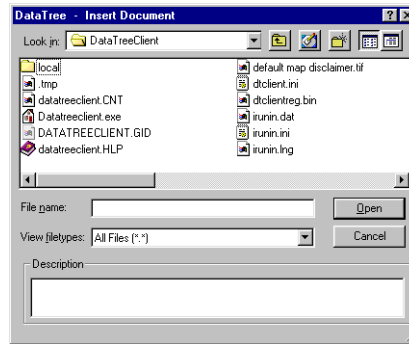 DataTree - Insert Document
Look in: DataTreeClient
local
.tmp
datatreeclient.CNT
Datatreeclient.exe
DATATREECLIENT.GID
datatreeclient.HLP
default map disclaimer.tif
dtclient.ini
dtclientreg.bin
irunin.dat
irunin.ini
irunin.lng
File name:
Open
View filetypes: All Files (*.*)
Cancel
Description